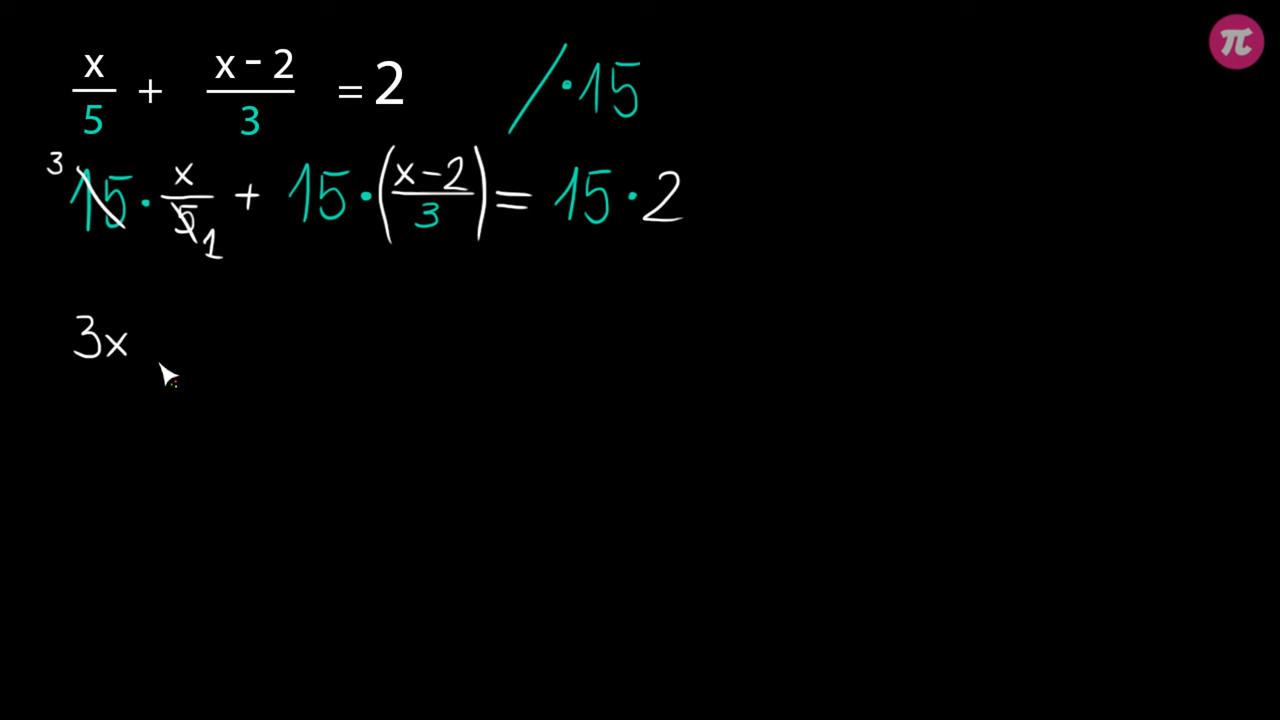 x/5 + (x − 2)/3 = 2 / · 15
³15 · x/5₁ + 15 · ((x − 2)/3) = 15 · 2
3x
π